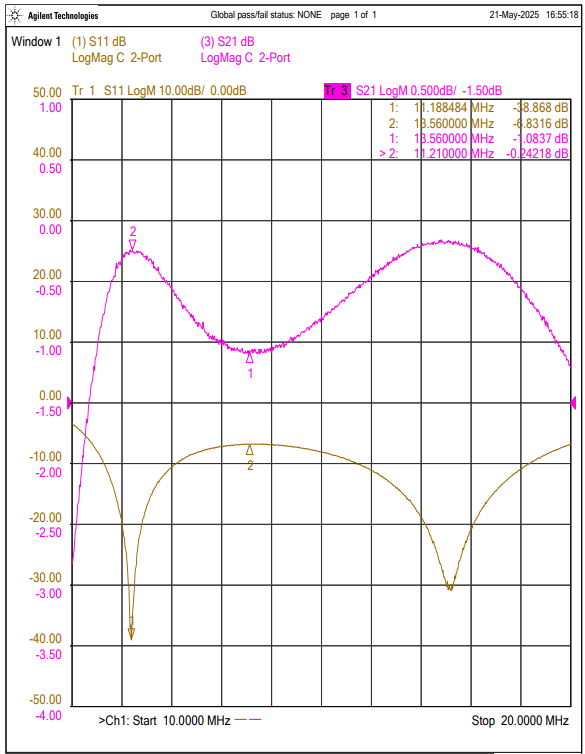 Agilent Technologies Global pass/fail status: NONE page 1 of 1 21-May-2025 16:55:18
Window 1 (1) S11 dB (3) S21 dB
LogMag C 2-Port LogMag C 2-Port
50.00 Tr 1 S11 LogM 10.00dB/ 0.00dB Tr 3 S21 LogM 0.500dB/ -1.50dB
1.00 1: 11.188484 MHz -38.868 dB
2: 13.560000 MHz -6.8316 dB
1: 13.560000 MHz -1.0837 dB
40.00 > 2: 11.210000 MHz -0.24218 dB
0.50
30.00
0.00
2
20.00
-0.50
10.00
-1.00
1
0.00
-1.50
-10.00
2
-2.00
-20.00
-2.50
-30.00
-3.00
1
-40.00
-3.50
-50.00
-4.00
>Ch1: Start 10.0000 MHz Stop 20.0000 MHz